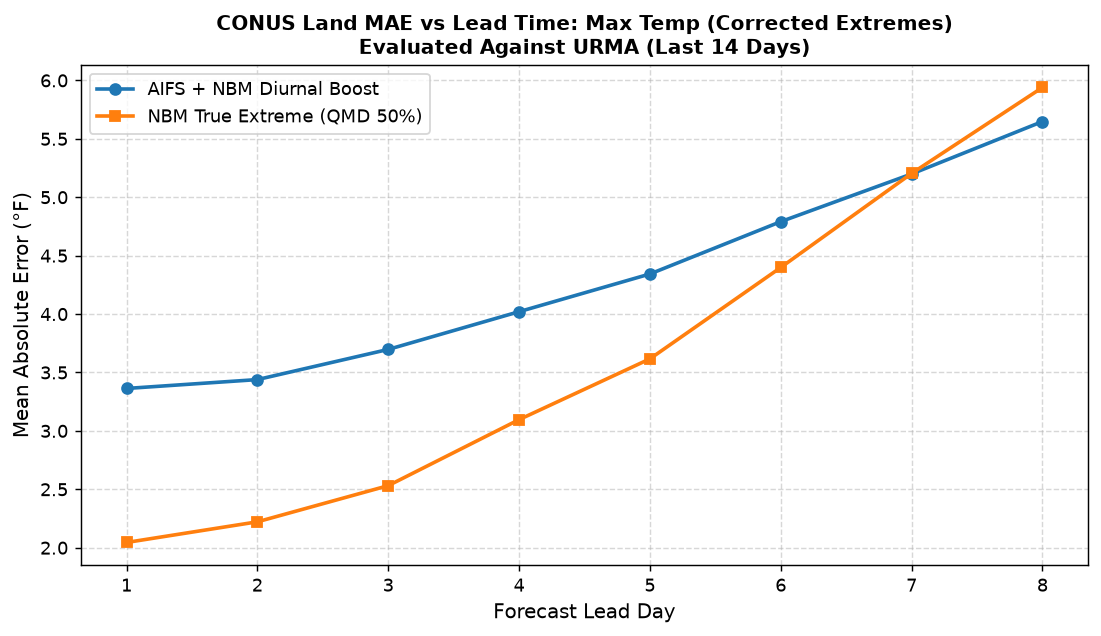 CONUS Land MAE vs Lead Time: Max Temp (Corrected Extremes)
Evaluated Against URMA (Last 14 Days)
AIFS + NBM Diurnal Boost
NBM True Extreme (QMD 50%)
Mean Absolute Error (°F)
6.0
5.5
5.0
4.5
4.0
3.5
3.0
2.5
2.0
1 2 3 4 5 6 7 8
Forecast Lead Day